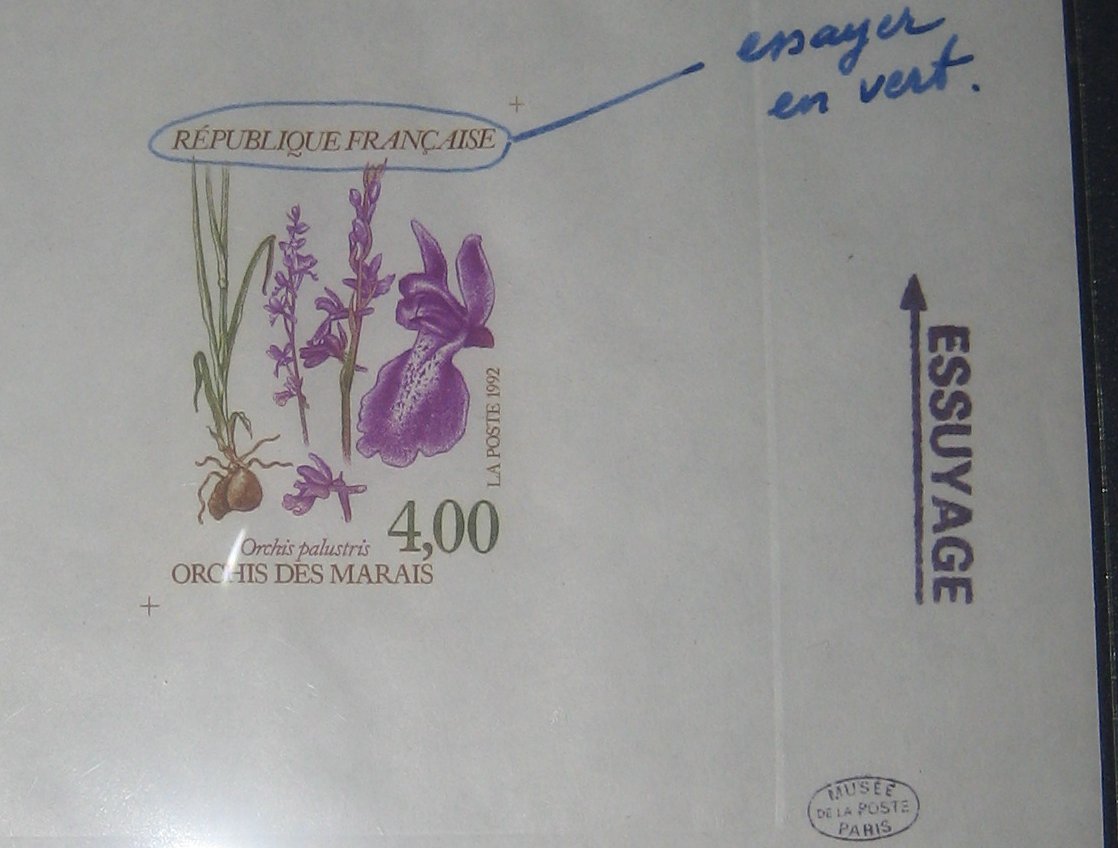 essayer
en vert.
RÉPUBLIQUE FRANÇAISE
LA POSTE 1992
4,00
Orchis palustris
ORCHIS DES MARAIS
ESSUYAGE
MUSÉE
DE LA POSTE
PARIS